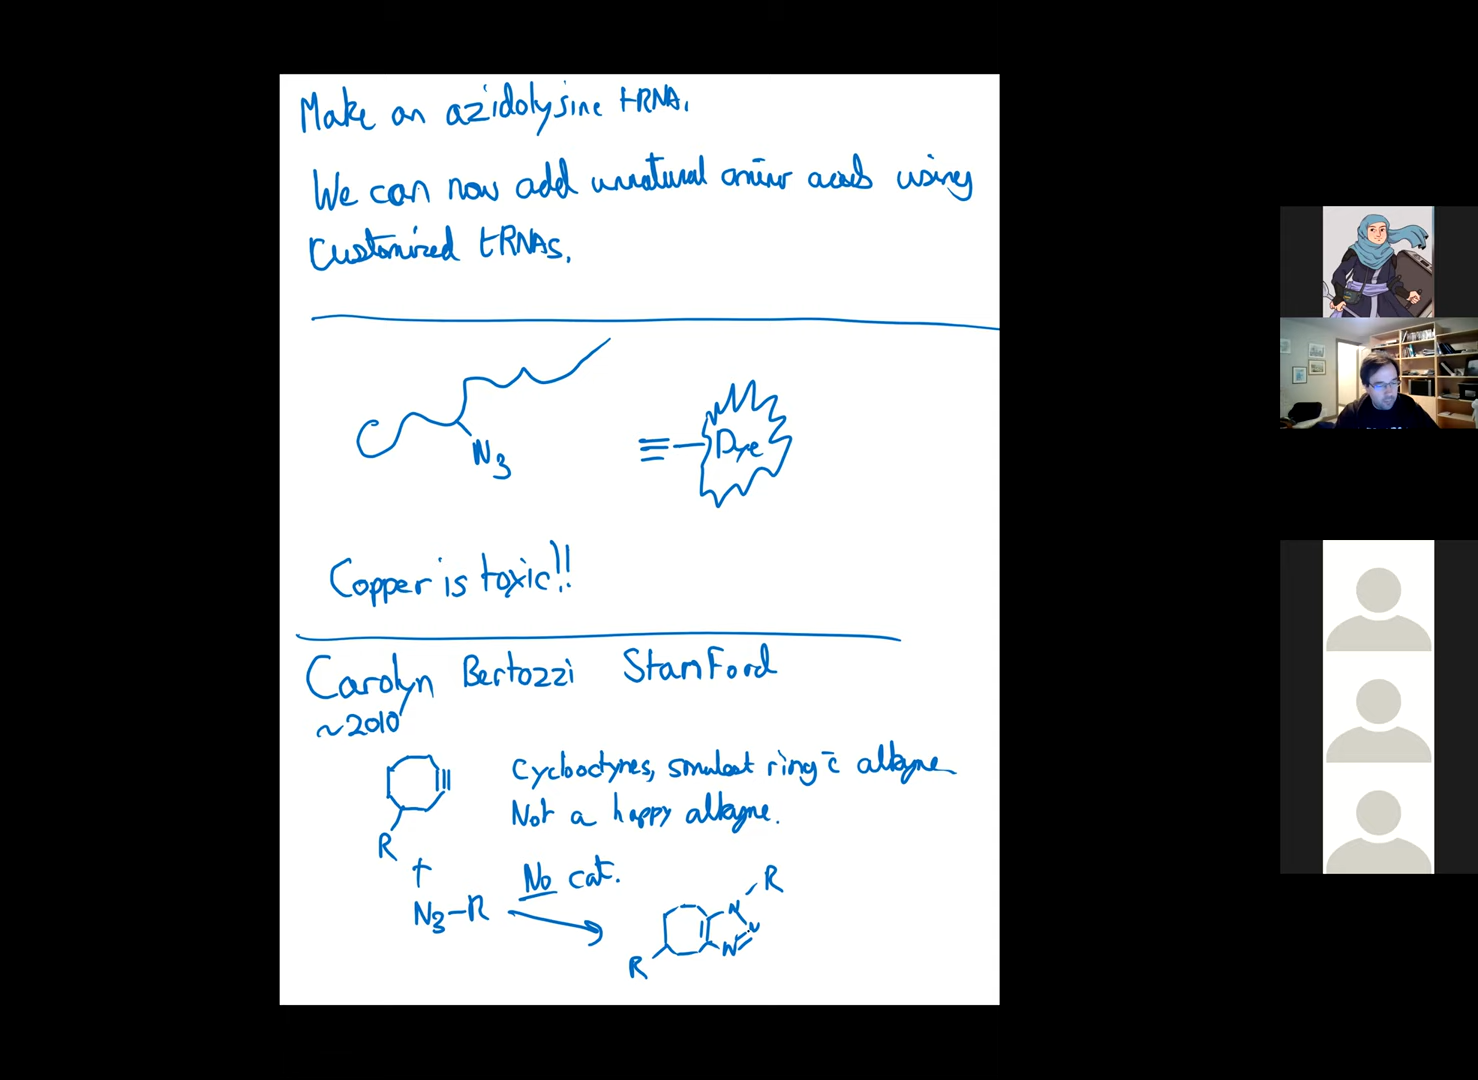 Make an azidolysine tRNA.
We can now add unnatural amino acids using
customized tRNAs.
N3
≡ Dye
Copper is toxic!!
Carolyn Bertozzi Stanford
~2010
Cyclooctynes, smallest ring c̄ alkyne
Not a happy alkyne.
R
+
No cat.
N3-R
R
N
N
N
R